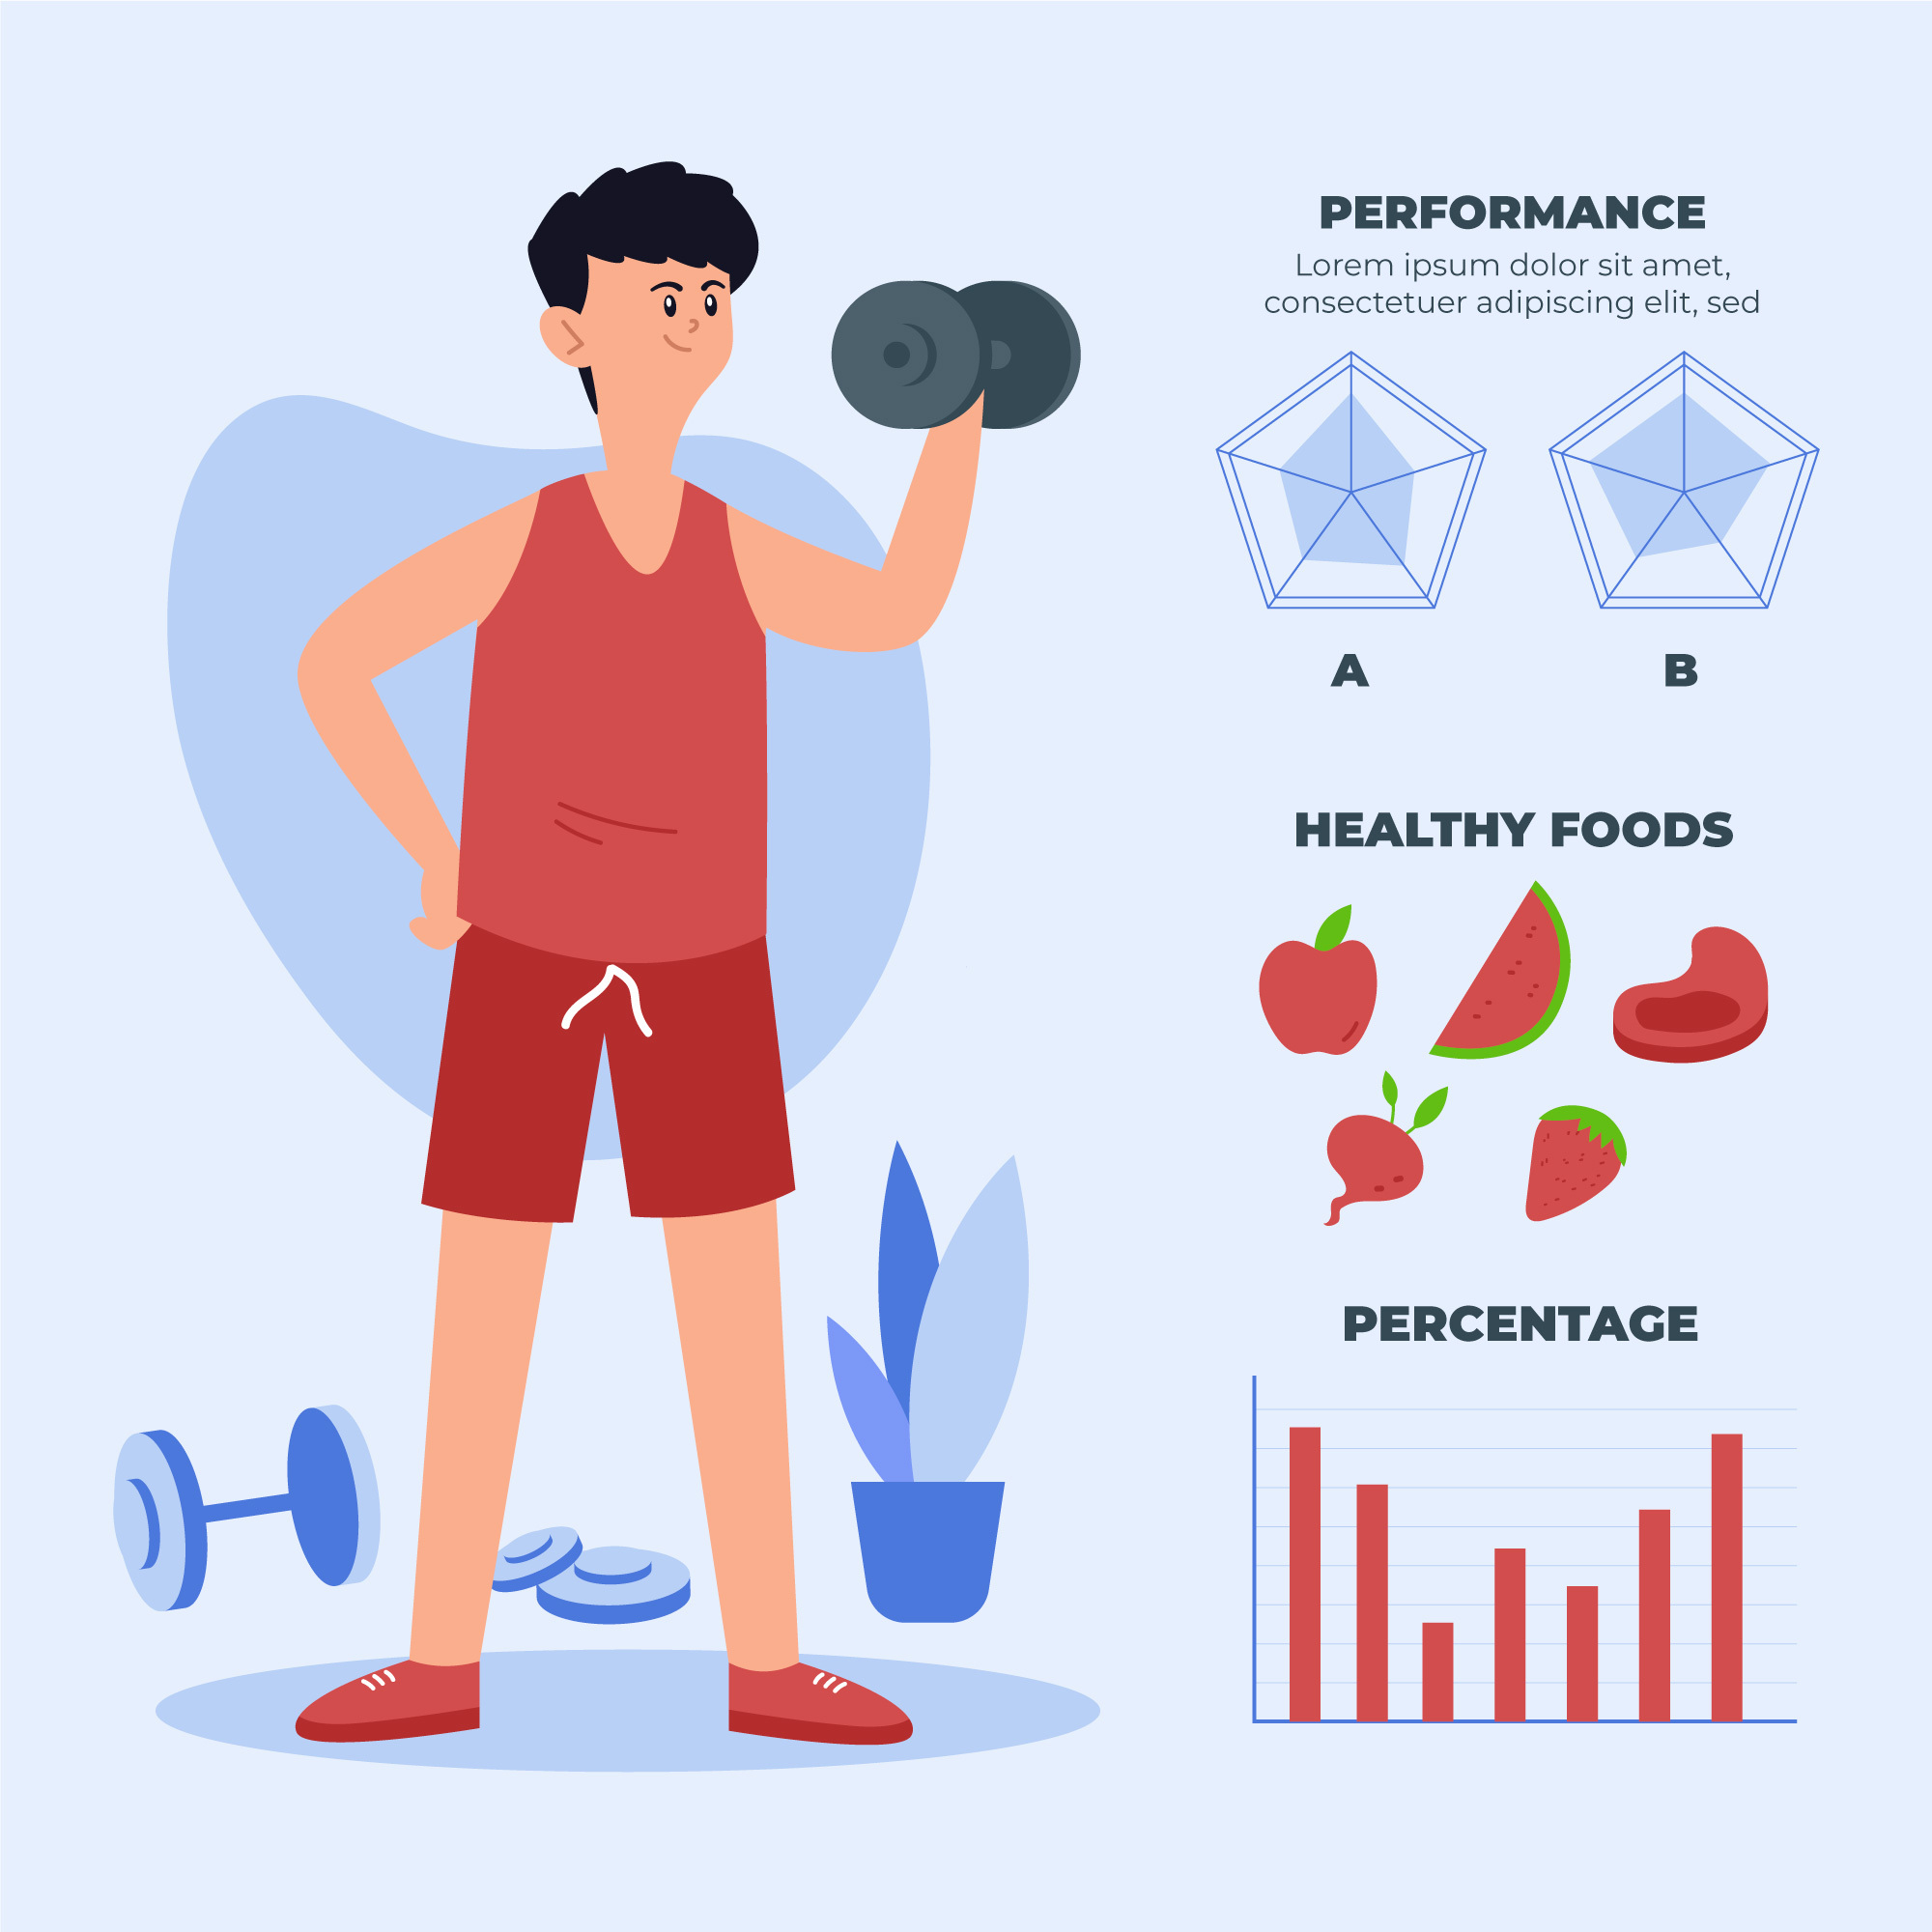 PERFORMANCE
Lorem ipsum dolor sit amet,
consectetuer adipiscing elit, sed
A
B
HEALTHY FOODS
PERCENTAGE